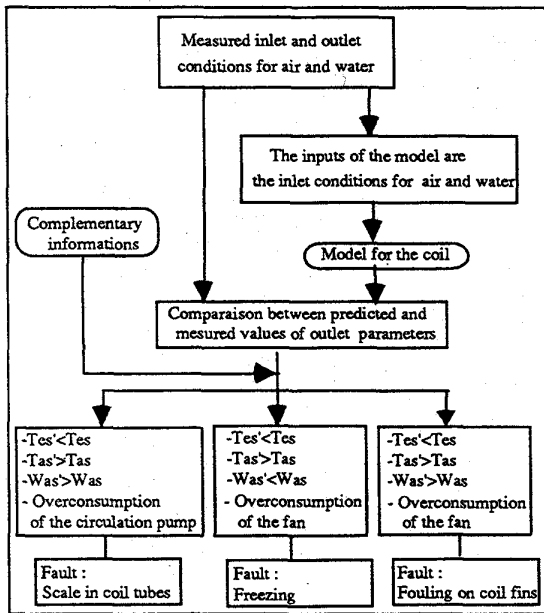 Measured inlet and outlet
conditions for air and water
The inputs of the model are
the inlet conditions for air and water
Complementary
informations
Model for the coil
Comparaison between predicted and
mesured values of outlet parameters
-Tes'<Tes
-Tas'>Tas
-Was'>Was
- Overconsumption
of the circulation pump
-Tes'<Tes
-Tas'>Tas
-Was'<Was
- Overconsumption
of the fan
-Tes'<Tes
-Tas'>Tas
-Was'>Was
- Overconsumption
of the fan
Fault :
Scale in coil tubes
Fault :
Freezing
Fault :
Fouling on coil fins